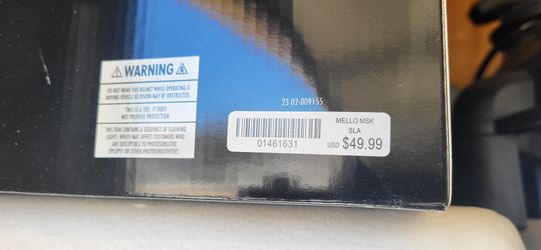 ⚠ WARNING ⚠
DO NOT WEAR THIS HELMET WHILE OPERATING A
MOVING VEHICLE AS VISION MAY BE OBSTRUCTED.
THIS IS A TOY. IT DOES
NOT PROVIDE PROTECTION.
THIS ITEM CONTAINS A SEQUENCE OF FLASHING
LIGHTS, WHICH MAY AFFECT CUSTOMERS WHO
ARE SUSCEPTIBLE TO PHOTOSENSITIVE
EPILEPSY OR OTHER PHOTOSENSITIVITIES.
23 02 009155
01461631
MELLO MSK
SLA
USD $49.99